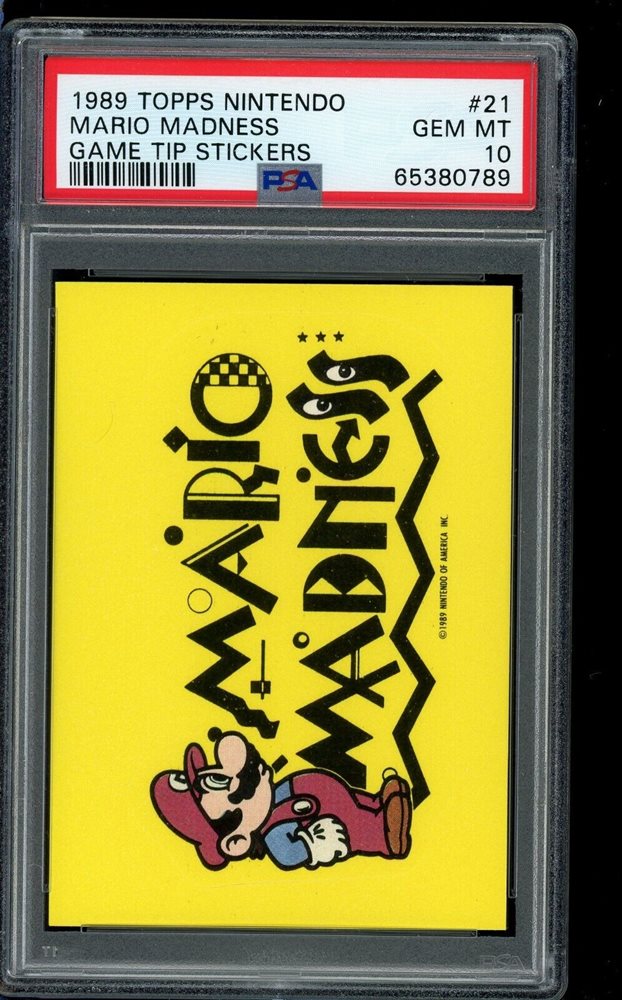 1989 TOPPS NINTENDO #21
MARIO MADNESS GEM MT
GAME TIP STICKERS 10
PSA 65380789
MARIO
MADNESS
©1989 NINTENDO OF AMERICA INC.